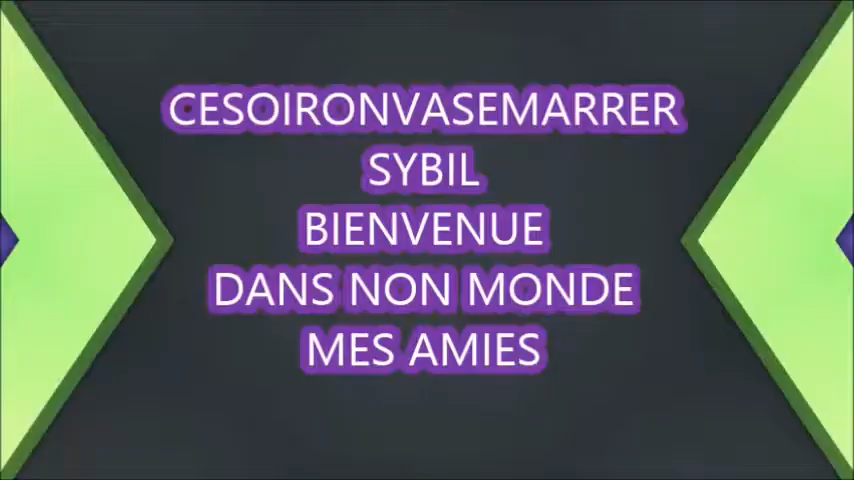 CESOIRONVASEMARRER
SYBIL
BIENVENUE
DANS NON MONDE
MES AMIES